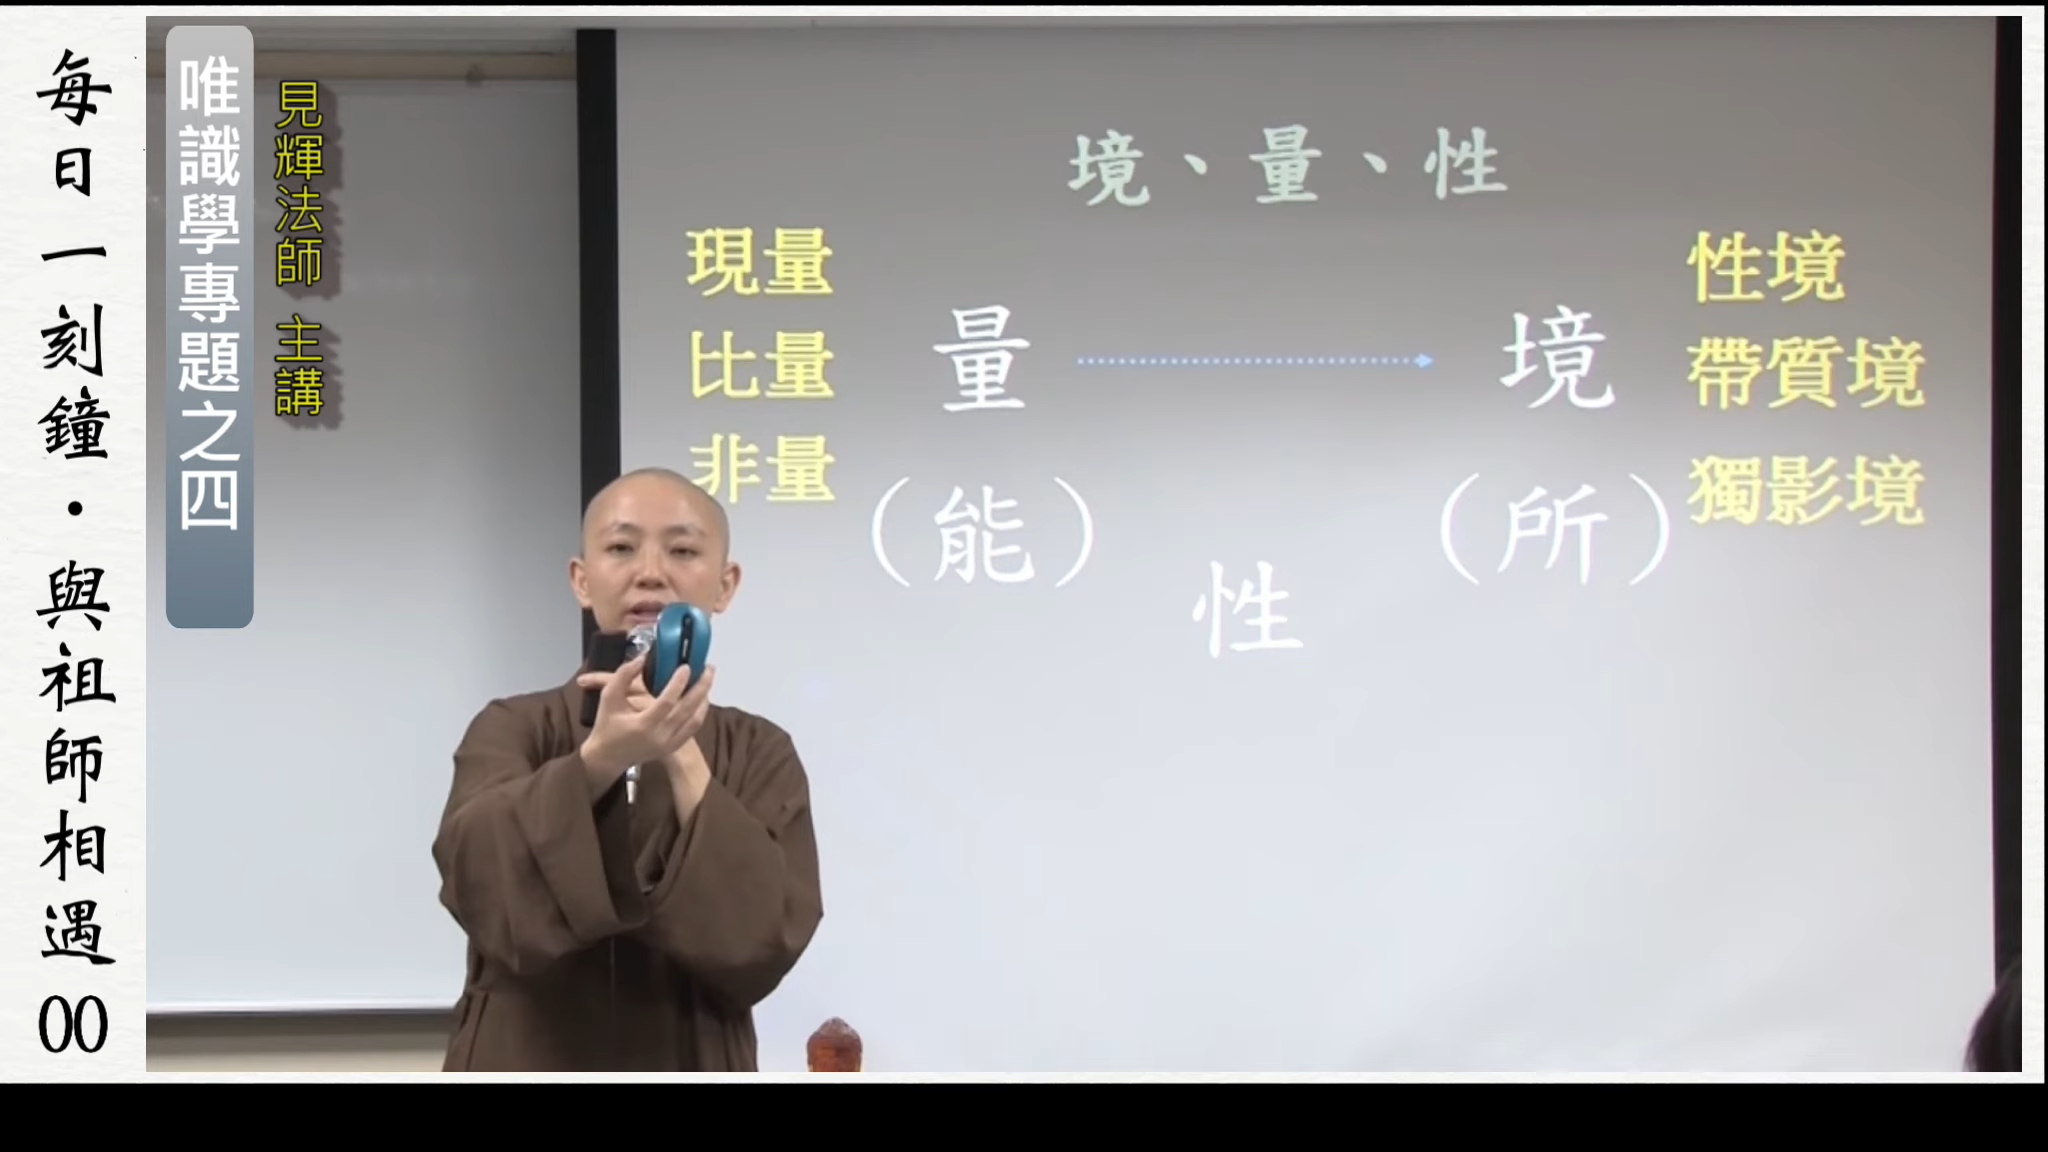 每日一刻鐘・與祖師相遇00
唯識學專題之四
見輝法師 主講
境、量、性
現量
比量
非量
量
境
性境
帶質境
獨影境
（能）
（所）
性